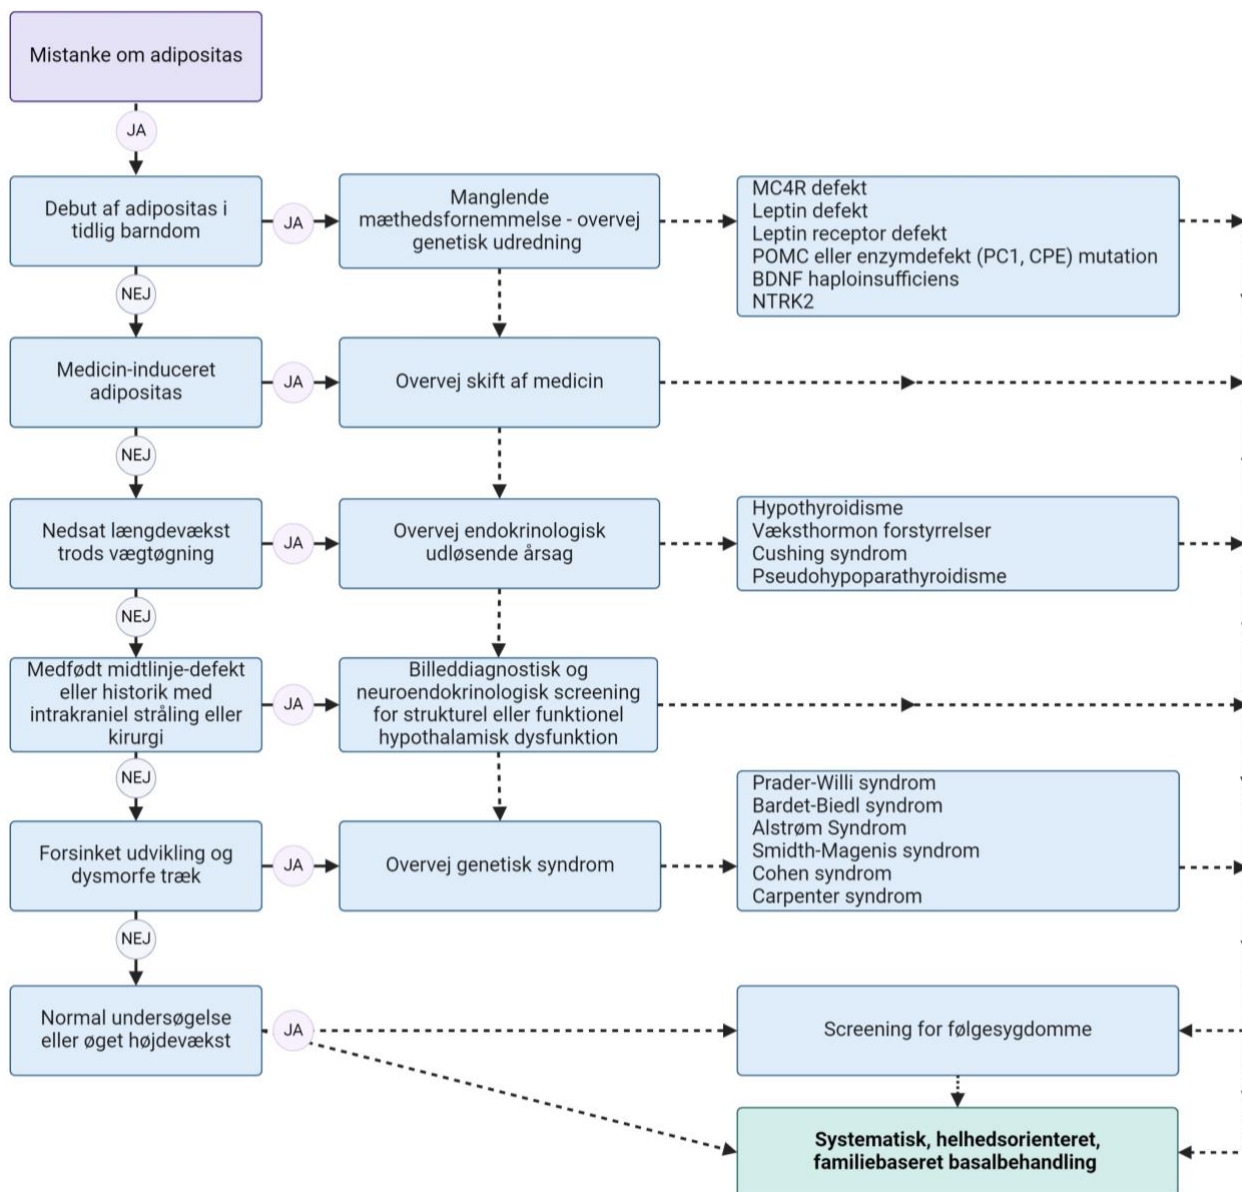 Mistanke om adipositas
JA
Debut af adipositas i
tidlig barndom
JA
Manglende
mæthedsfornemmelse - overvej
genetisk udredning
MC4R defekt
Leptin defekt
Leptin receptor defekt
POMC eller enzymdefekt (PC1, CPE) mutation
BDNF haploinsufficiens
NTRK2
NEJ
Medicin-induceret
adipositas
JA
Overvej skift af medicin
NEJ
Nedsat længdevækst
trods vægtøgning
JA
Overvej endokrinologisk
udløsende årsag
Hypothyroidisme
Væksthormon forstyrrelser
Cushing syndrom
Pseudohypoparathyroidisme
NEJ
Medfødt midtlinje-defekt
eller historik med
intrakraniel stråling eller
kirurgi
JA
Billeddiagnostisk og
neuroendokrinologisk screening
for strukturel eller funktionel
hypothalamisk dysfunktion
NEJ
Forsinket udvikling og
dysmorfe træk
JA
Overvej genetisk syndrom
Prader-Willi syndrom
Bardet-Biedl syndrom
Alstrøm Syndrom
Smidth-Magenis syndrom
Cohen syndrom
Carpenter syndrom
NEJ
Normal undersøgelse
eller øget højdevækst
JA
Screening for følgesygdomme
Systematisk, helhedsorienteret,
familiebaseret basalbehandling